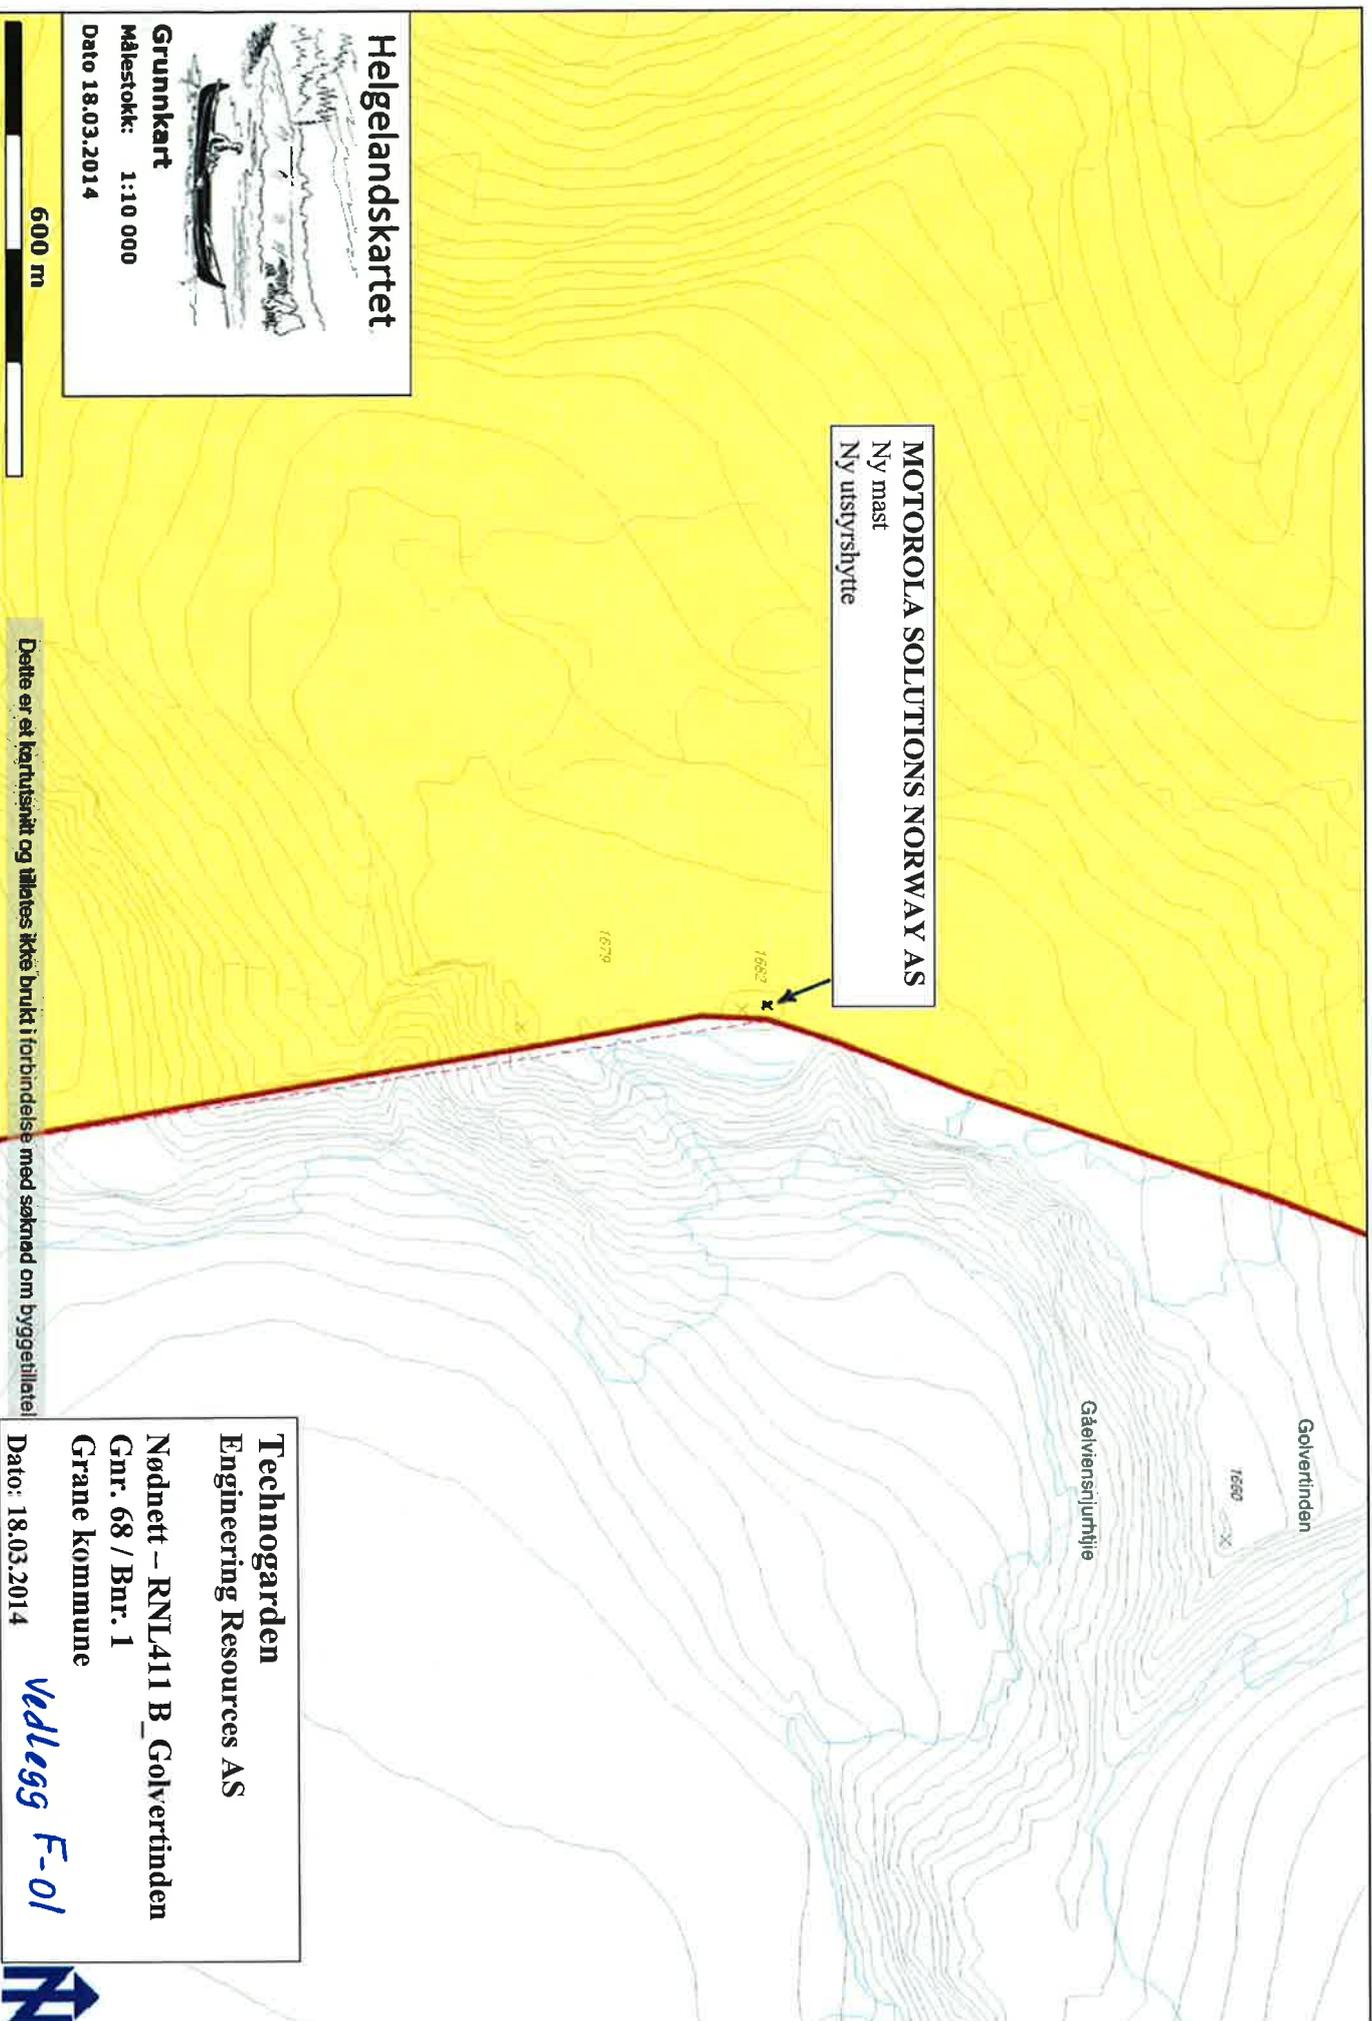 Golvertinden
1660
Gåelviensnjurhtjie
MOTOROLA SOLUTIONS NORWAY AS
Ny mast
Ny utstyrshytte
1682
1679
Helgelandskartet
Grunnkart
Målestokk: 1:10 000
Dato 18.03.2014
600 m
Dette er et kartutsnitt og tillates ikke brukt i forbindelse med søknad om byggetillatel
Technogarden
Engineering Resources AS
Nødnett – RNL411 B_Golvertinden
Gnr. 68 / Bnr. 1
Grane kommune
Dato: 18.03.2014
Vedlegg F-01
N